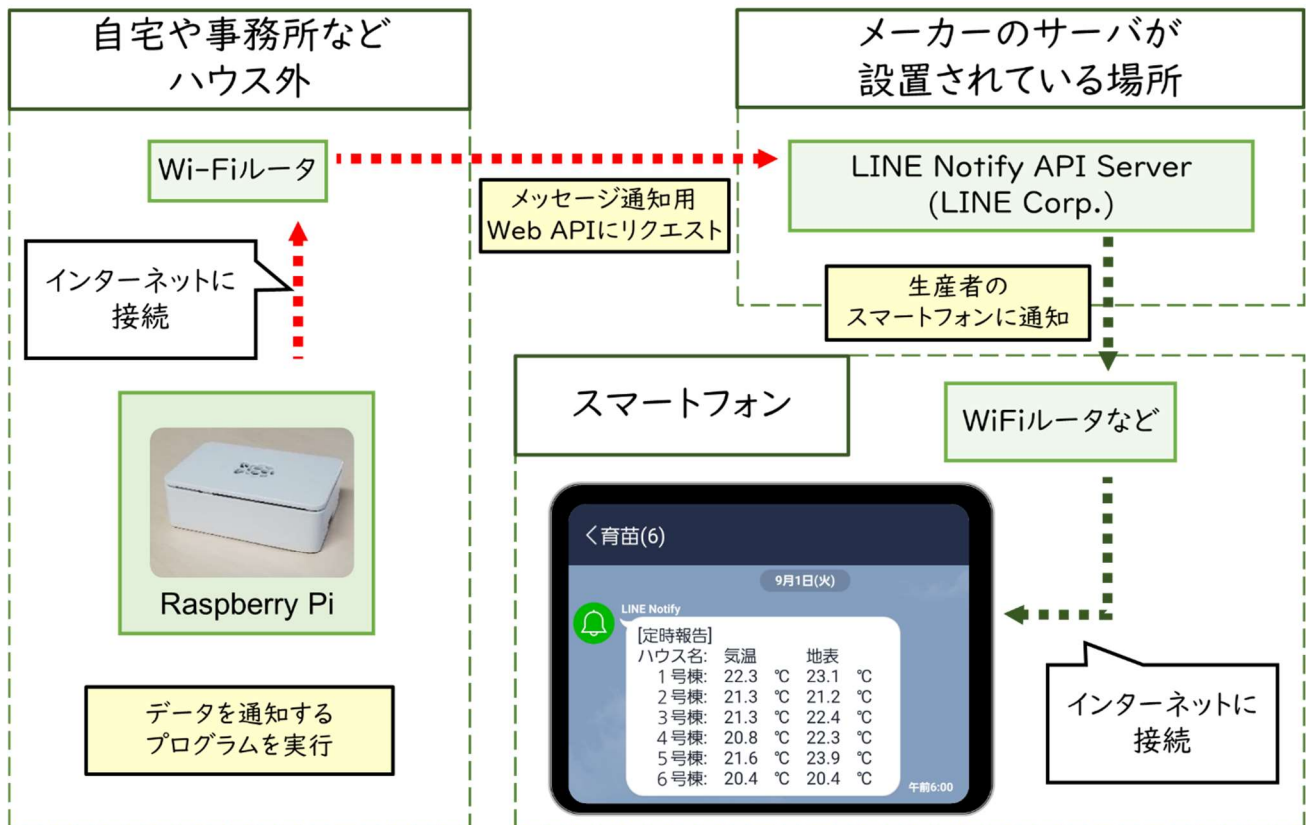 自宅や事務所など
ハウス外
Wi-Fiルータ
インターネットに
接続
Raspberry Pi
データを通知する
プログラムを実行
メッセージ通知用
Web APIにリクエスト
メーカーのサーバが
設置されている場所
LINE Notify API Server
(LINE Corp.)
生産者の
スマートフォンに通知
スマートフォン
WiFiルータなど
インターネットに
接続
<育苗(6)
9月1日(火)
LINE Notify
[定時報告]
ハウス名: 気温 地表
1号棟: 22.3 ℃ 23.1 ℃
2号棟: 21.3 ℃ 21.2 ℃
3号棟: 21.3 ℃ 22.4 ℃
4号棟: 20.8 ℃ 22.3 ℃
5号棟: 21.6 ℃ 23.9 ℃
6号棟: 20.4 ℃ 20.4 ℃
午前6:00